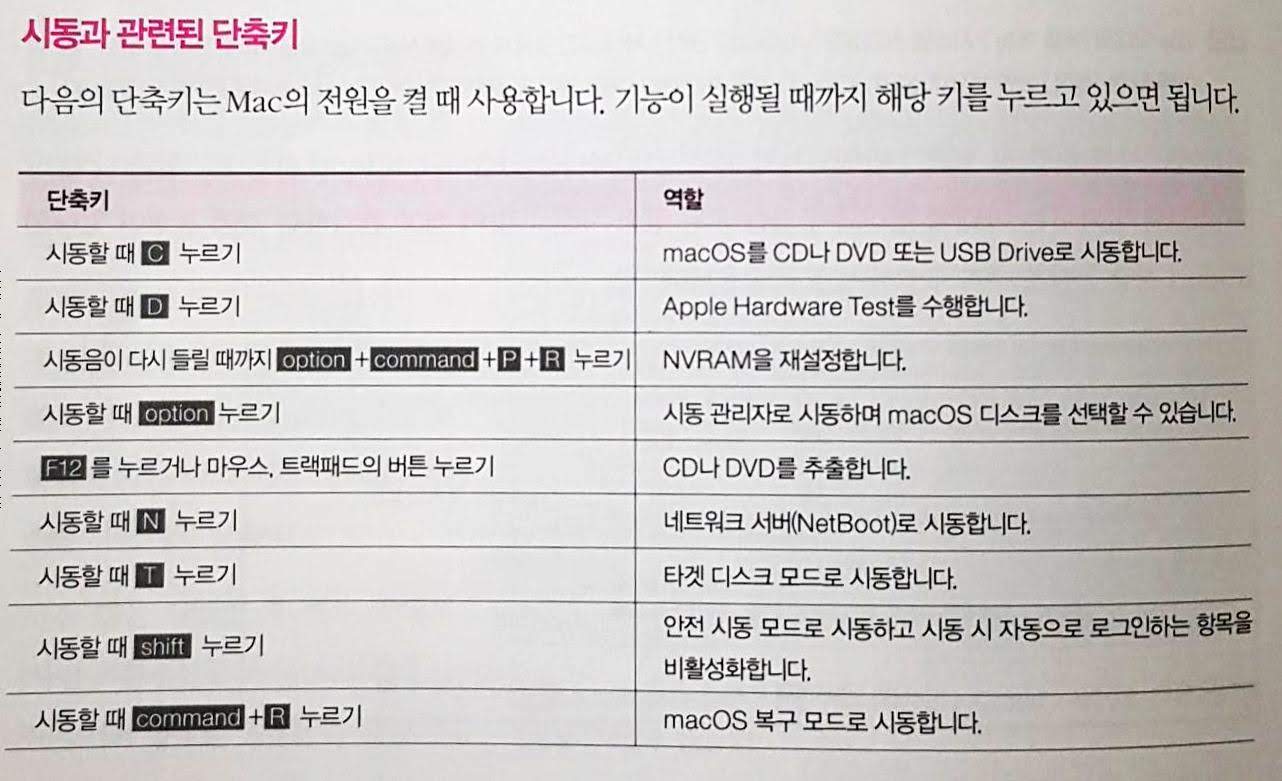 시동과 관련된 단축키
다음의 단축키는 Mac의 전원을 켤 때 사용합니다. 기능이 실행될 때까지 해당 키를 누르고 있으면 됩니다.
단축키 역할
시동할 때 C 누르기 macOS를 CD나 DVD 또는 USB Drive로 시동합니다.
시동할 때 D 누르기 Apple Hardware Test를 수행합니다.
시동음이 다시 들릴 때까지 option+command+P+R 누르기 NVRAM을 재설정합니다.
시동할 때 option 누르기 시동 관리자로 시동하며 macOS 디스크를 선택할 수 있습니다.
F12를 누르거나 마우스, 트랙패드의 버튼 누르기 CD나 DVD를 추출합니다.
시동할 때 N 누르기 네트워크 서버(NetBoot)로 시동합니다.
시동할 때 T 누르기 타겟 디스크 모드로 시동합니다.
시동할 때 shift 누르기 안전 시동 모드로 시동하고 시동 시 자동으로 로그인하는 항목을
비활성화합니다.
시동할 때 command+R 누르기 macOS 복구 모드로 시동합니다.